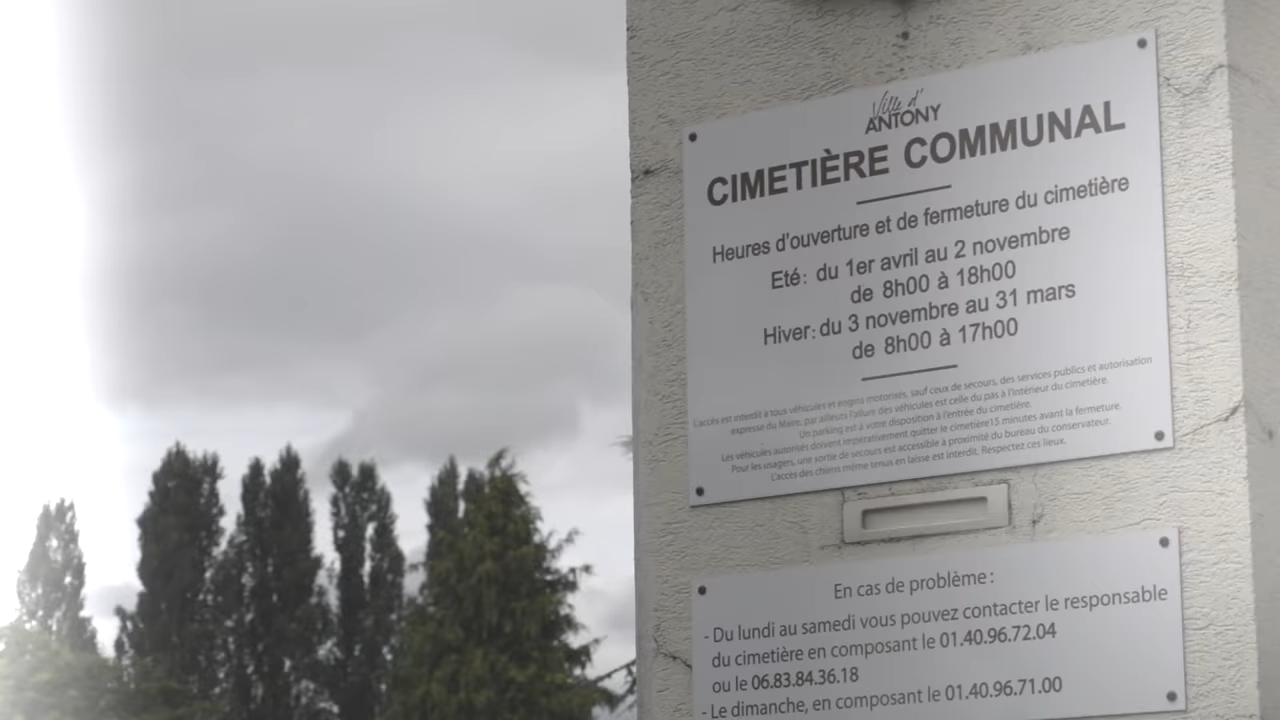 Ville d'
ANTONY
CIMETIÈRE COMMUNAL
Heures d'ouverture et de fermeture du cimetière
Eté: du 1er avril au 2 novembre
de 8h00 à 18h00
Hiver: du 3 novembre au 31 mars
de 8h00 à 17h00
L'accès est interdit à tous véhicules et engins motorisés, sauf ceux de secours, des services publics et autorisation
expresse du Maire, par ailleurs l'allure des véhicules est celle du pas à l'intérieur du cimetière.
Un parking est à votre disposition à l'entrée du cimetière.
Les véhicules autorisés doivent impérativement quitter le cimetière 15 minutes avant la fermeture.
Pour les usagers, une sortie de secours est accessible à proximité du bureau du conservateur.
L'accès des chiens même tenus en laisse est interdit. Respectez ces lieux.
En cas de problème :
- Du lundi au samedi vous pouvez contacter le responsable
du cimetière en composant le 01.40.96.72.04
ou le 06.83.84.36.18
- Le dimanche, en composant le 01.40.96.71.00